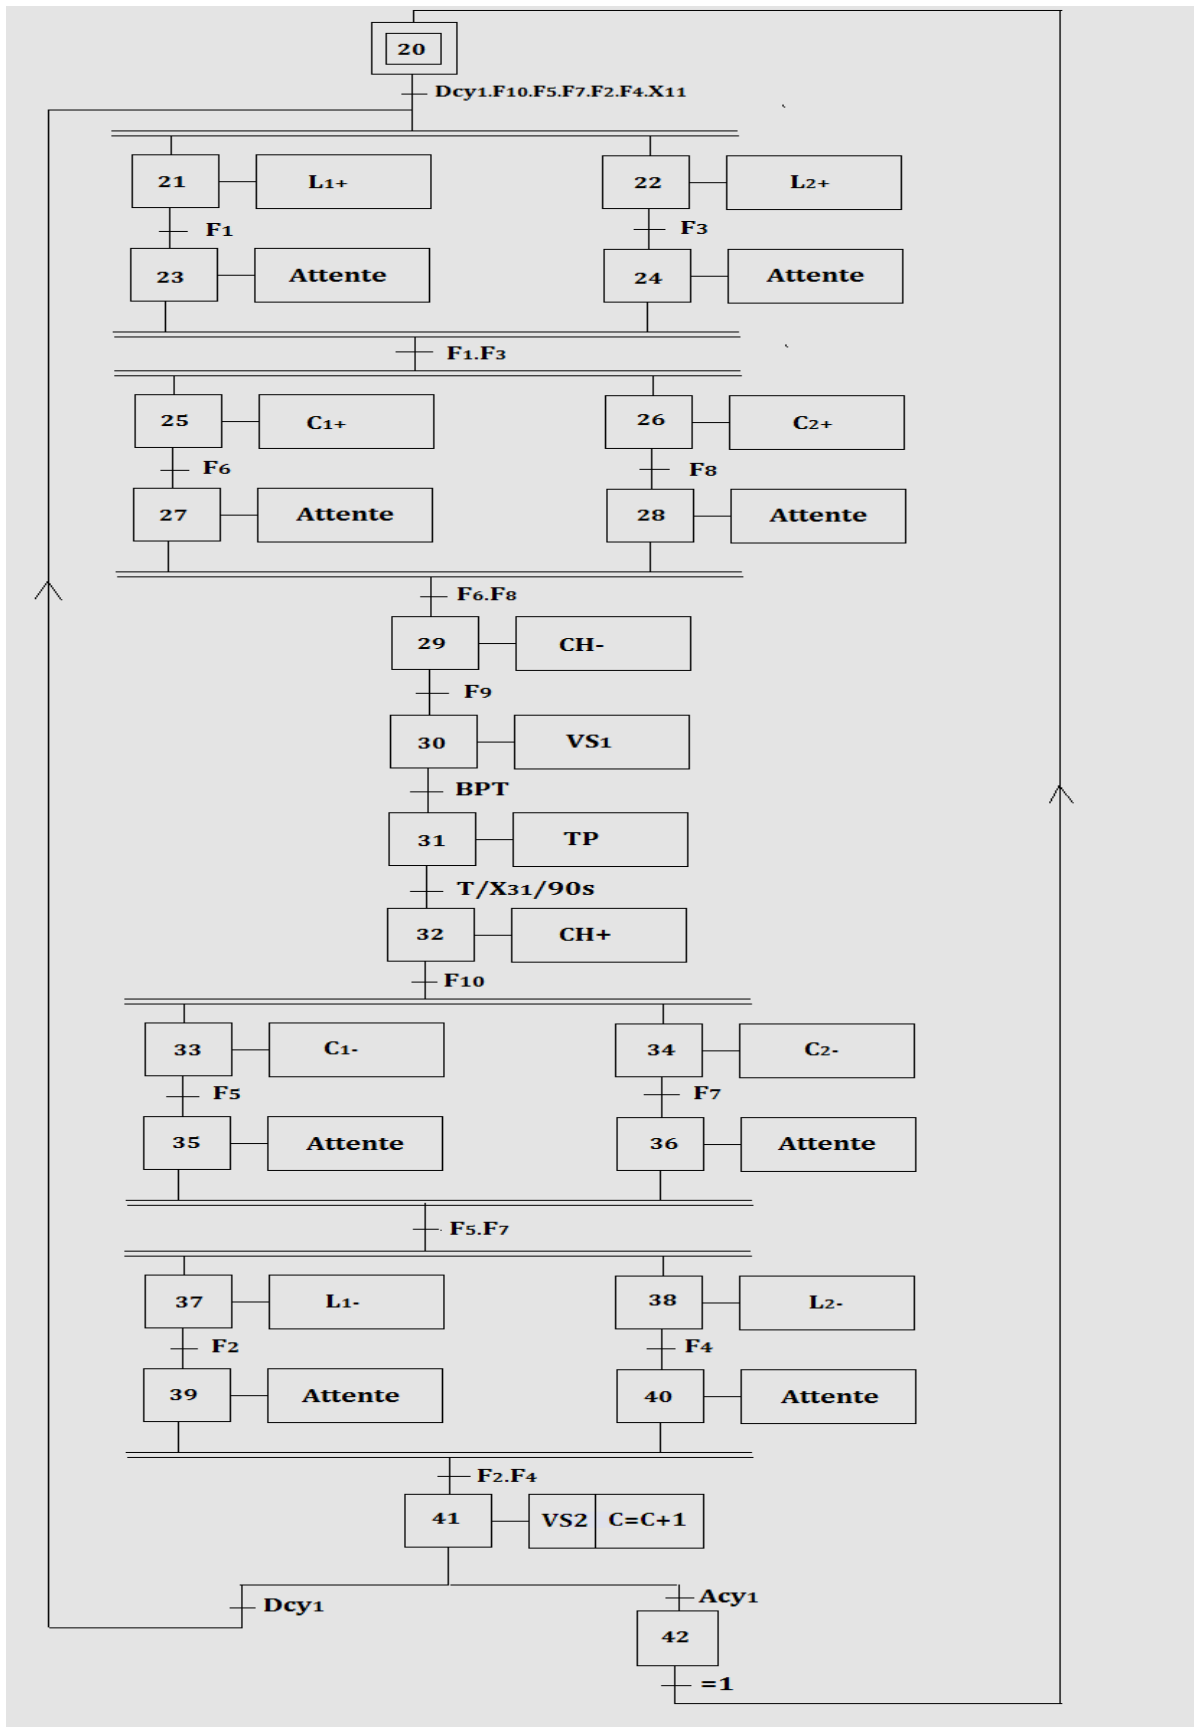 20
Dcy1.F10.F5.F7.F2.F4.X11
21 L1+ 22 L2+
F1 F3
23 Attente 24 Attente
F1.F3
25 C1+ 26 C2+
F6 F8
27 Attente 28 Attente
F6.F8
29 CH-
F9
30 VS1
BPT
31 TP
T/X31/90s
32 CH+
F10
33 C1- 34 C2-
F5 F7
35 Attente 36 Attente
F5.F7
37 L1- 38 L2-
F2 F4
39 Attente 40 Attente
F2.F4
41 VS2 C=C+1
Dcy1 Acy1
42
=1